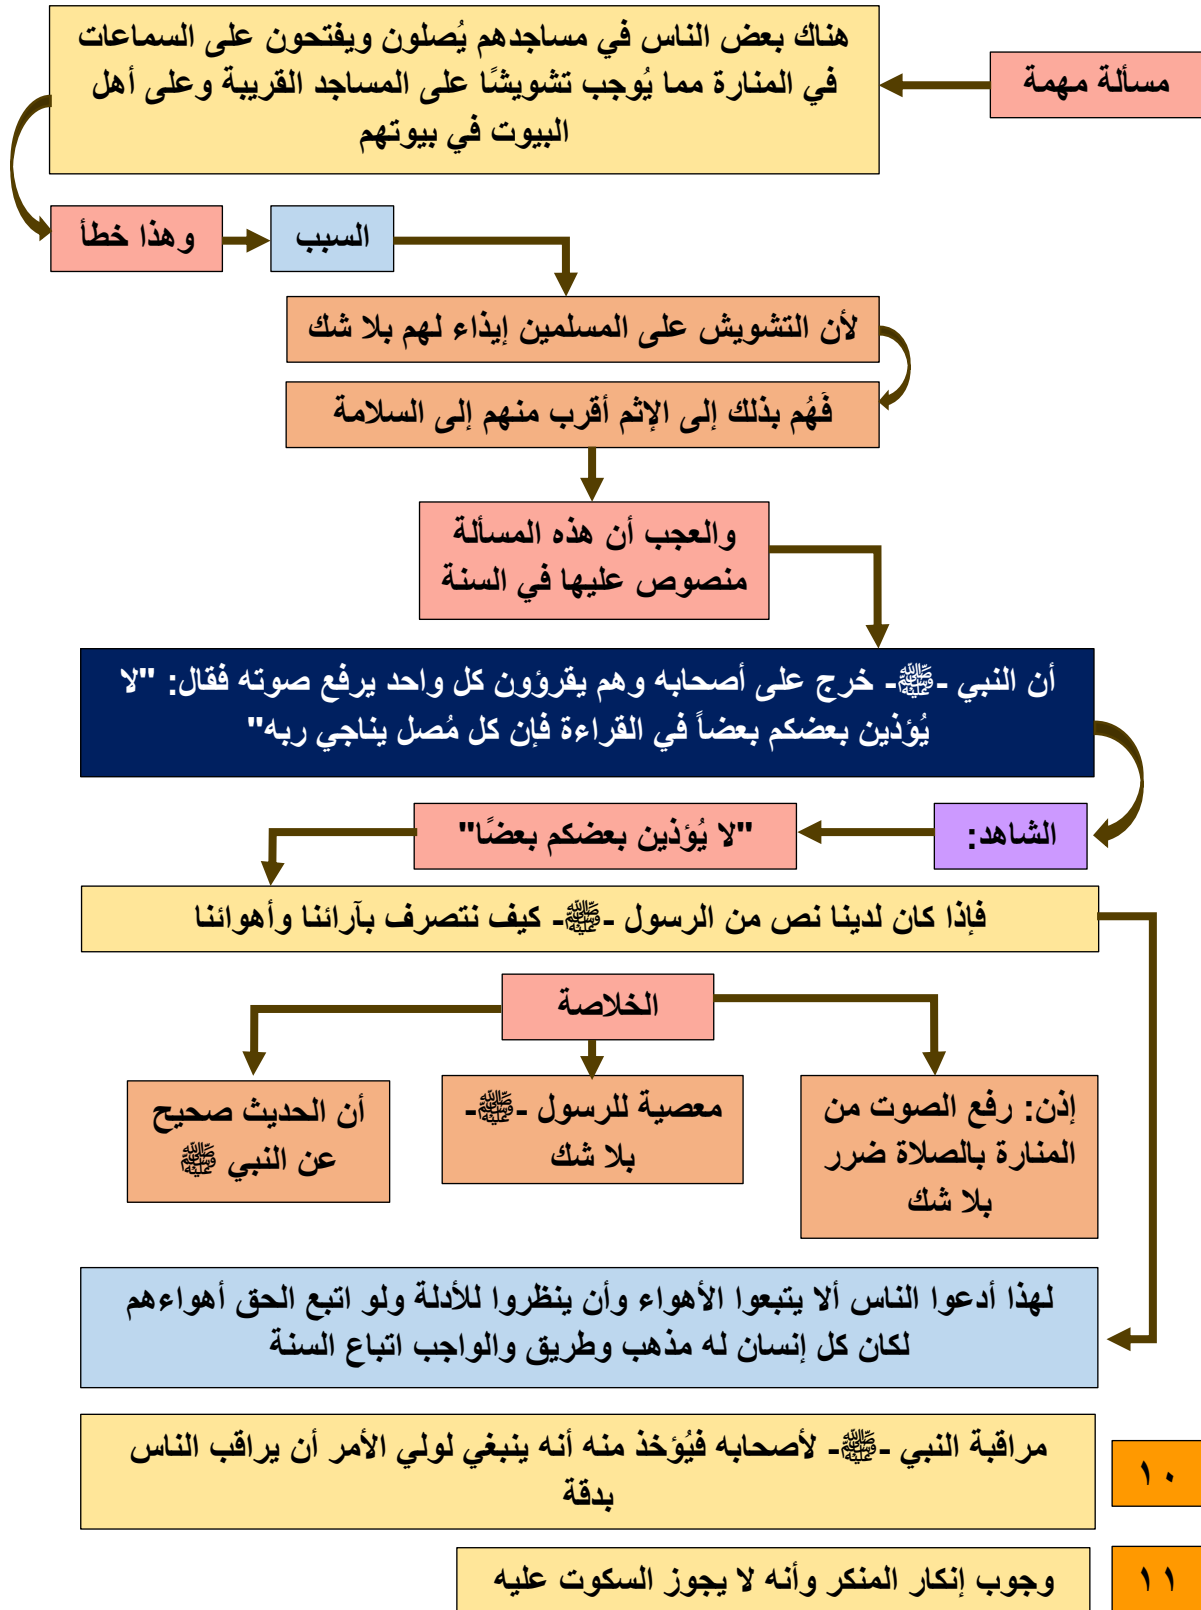 مسألة مهمة
هناك بعض الناس في مساجدهم يُصلون ويفتحون على السماعات
في المنارة مما يُوجب تشويشًا على المساجد القريبة وعلى أهل
البيوت في بيوتهم
وهذا خطأ
السبب
لأن التشويش على المسلمين إيذاء لهم بلا شك
فَهُم بذلك إلى الإثم أقرب منهم إلى السلامة
والعجب أن هذه المسألة
منصوص عليها في السنة
أن النبي -ﷺ- خرج على أصحابه وهم يقرؤون كل واحد يرفع صوته فقال: "لا
يُؤذين بعضكم بعضاً في القراءة فإن كل مُصل يناجي ربه"
الشاهد:
"لا يُؤذين بعضكم بعضًا"
فإذا كان لدينا نص من الرسول -ﷺ- كيف نتصرف بآرائنا وأهوائنا
الخلاصة
إذن: رفع الصوت من
المنارة بالصلاة ضرر
بلا شك
معصية للرسول -ﷺ-
بلا شك
أن الحديث صحيح
عن النبي ﷺ
لهذا أدعوا الناس ألا يتبعوا الأهواء وأن ينظروا للأدلة ولو اتبع الحق أهواءهم
لكان كل إنسان له مذهب وطريق والواجب اتباع السنة
١٠
مراقبة النبي -ﷺ- لأصحابه فيُؤخذ منه أنه ينبغي لولي الأمر أن يراقب الناس
بدقة
١١
وجوب إنكار المنكر وأنه لا يجوز السكوت عليه